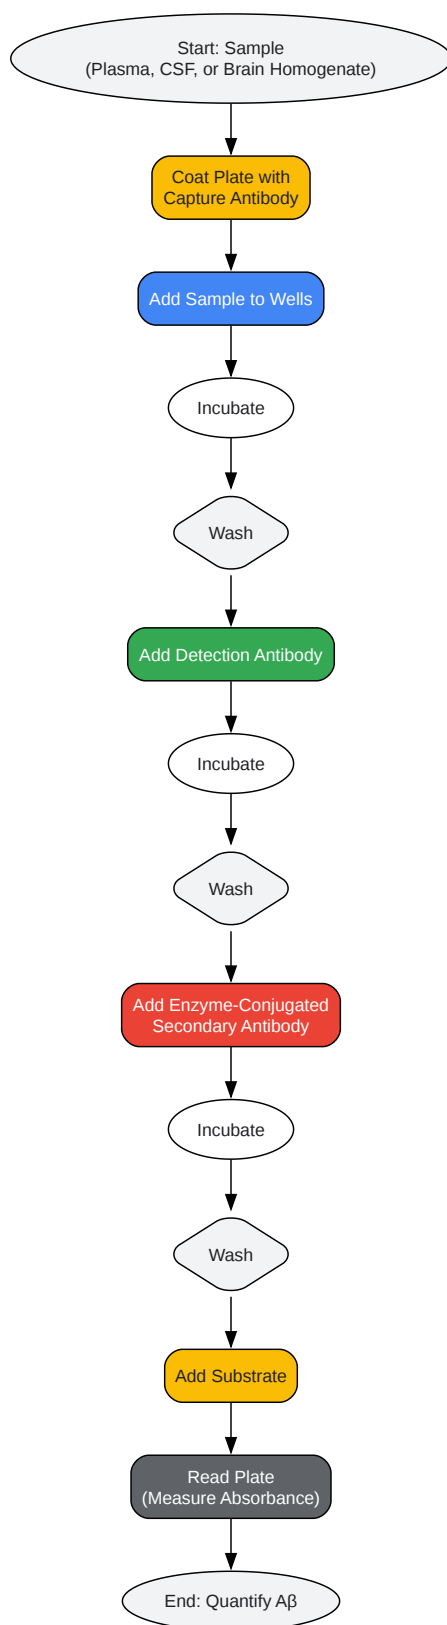 Start: Sample
(Plasma, CSF, or Brain Homogenate)
Coat Plate with
Capture Antibody
Add Sample to Wells
Incubate
Wash
Add Detection Antibody
Incubate
Wash
Add Enzyme-Conjugated
Secondary Antibody
Incubate
Wash
Add Substrate
Read Plate
(Measure Absorbance)
End: Quantify Aβ